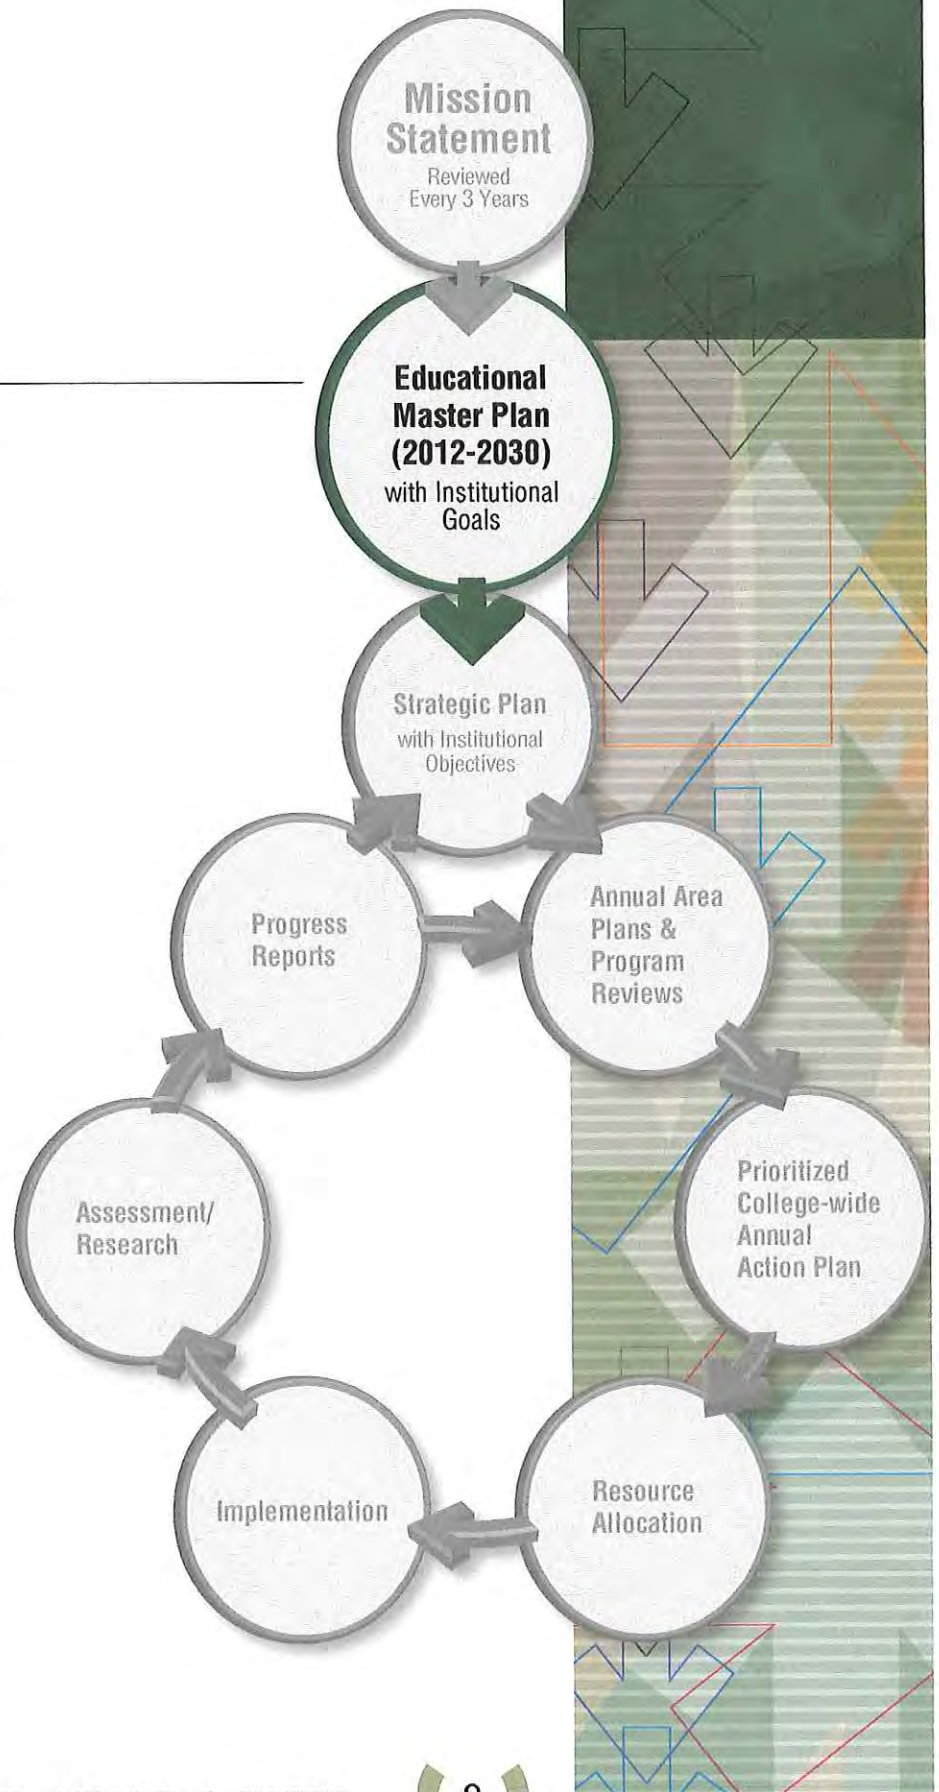 Mission
Statement
Reviewed
Every 3 Years
Educational
Master Plan
(2012-2030)
with Institutional
Goals
Strategic Plan
with Institutional
Objectives
Progress
Reports
Annual Area
Plans &
Program
Reviews
Assessment/
Research
Prioritized
College-wide
Annual
Action Plan
Implementation
Resource
Allocation